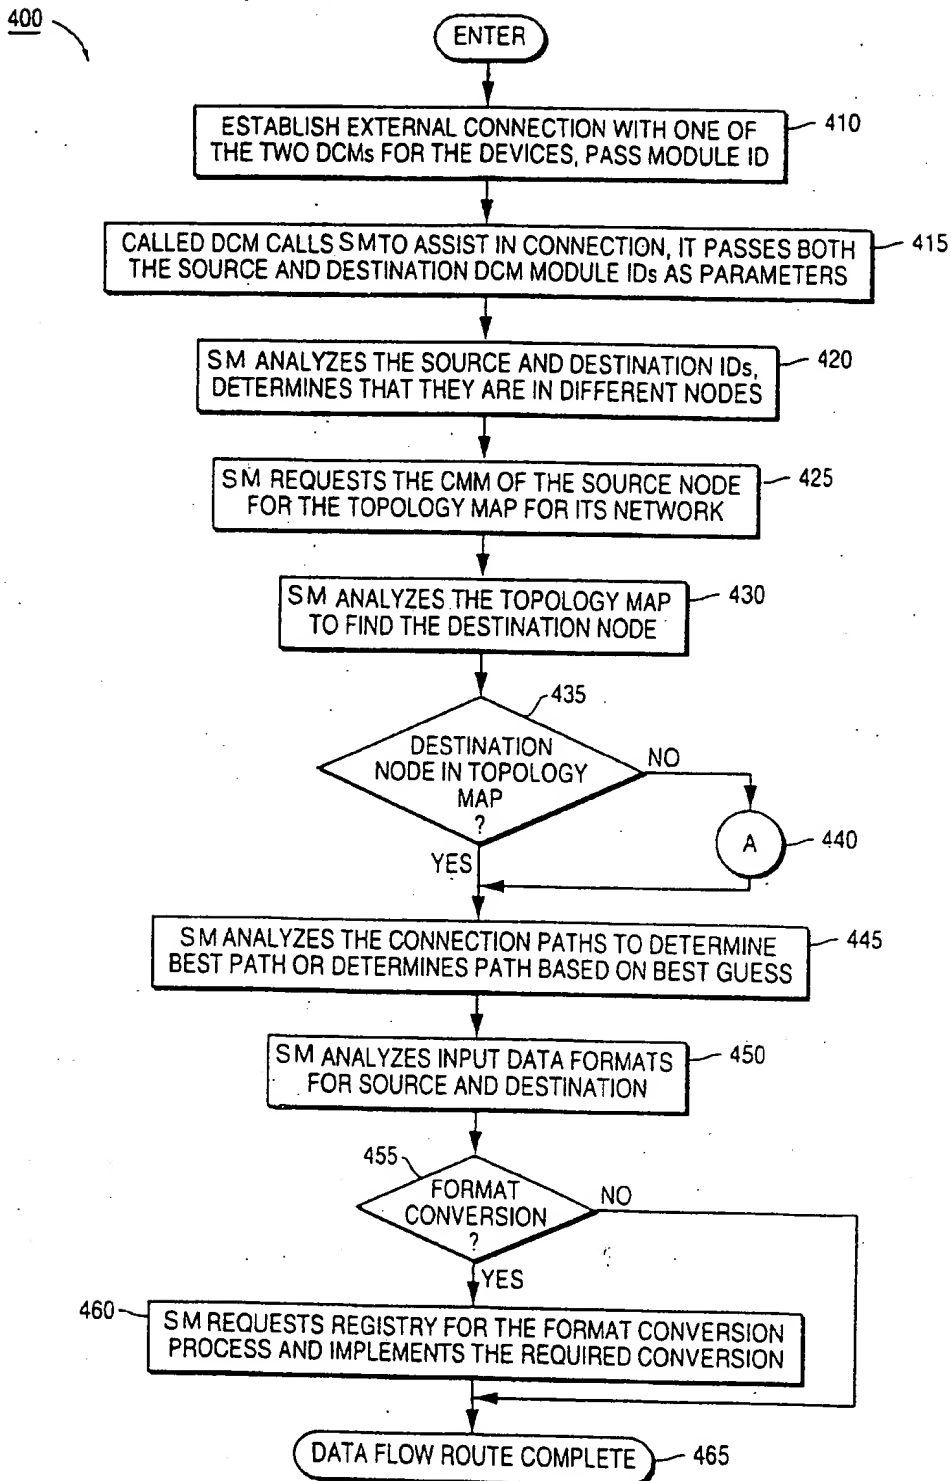 400
ENTER
ESTABLISH EXTERNAL CONNECTION WITH ONE OF
THE TWO DCMs FOR THE DEVICES, PASS MODULE ID
410
CALLED DCM CALLS SM TO ASSIST IN CONNECTION, IT PASSES BOTH
THE SOURCE AND DESTINATION DCM MODULE IDs AS PARAMETERS
415
SM ANALYZES THE SOURCE AND DESTINATION IDs,
DETERMINES THAT THEY ARE IN DIFFERENT NODES
420
SM REQUESTS THE CMM OF THE SOURCE NODE
FOR THE TOPOLOGY MAP FOR ITS NETWORK
425
SM ANALYZES THE TOPOLOGY MAP
TO FIND THE DESTINATION NODE
430
435
DESTINATION
NODE IN TOPOLOGY
MAP
?
NO
A
440
YES
SM ANALYZES THE CONNECTION PATHS TO DETERMINE
BEST PATH OR DETERMINES PATH BASED ON BEST GUESS
445
SM ANALYZES INPUT DATA FORMATS
FOR SOURCE AND DESTINATION
450
455
FORMAT
CONVERSION
?
NO
YES
460
SM REQUESTS REGISTRY FOR THE FORMAT CONVERSION
PROCESS AND IMPLEMENTS THE REQUIRED CONVERSION
DATA FLOW ROUTE COMPLETE
465